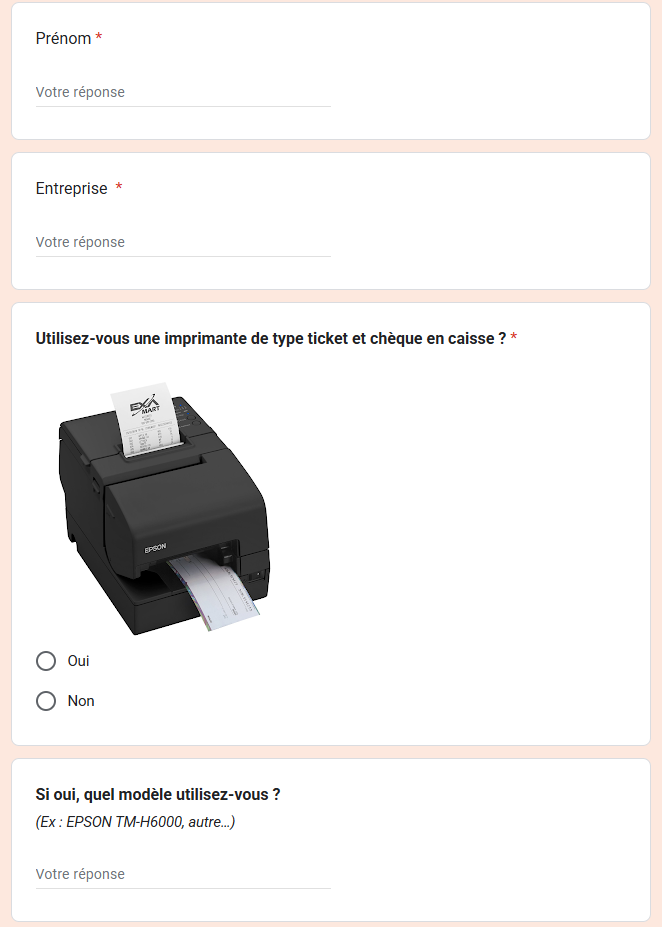 Prénom *
Votre réponse
Entreprise *
Votre réponse
Utilisez-vous une imprimante de type ticket et chèque en caisse ? *
EXA
MART
EPSON
Oui
Non
Si oui, quel modèle utilisez-vous ?
(Ex : EPSON TM-H6000, autre...)
Votre réponse